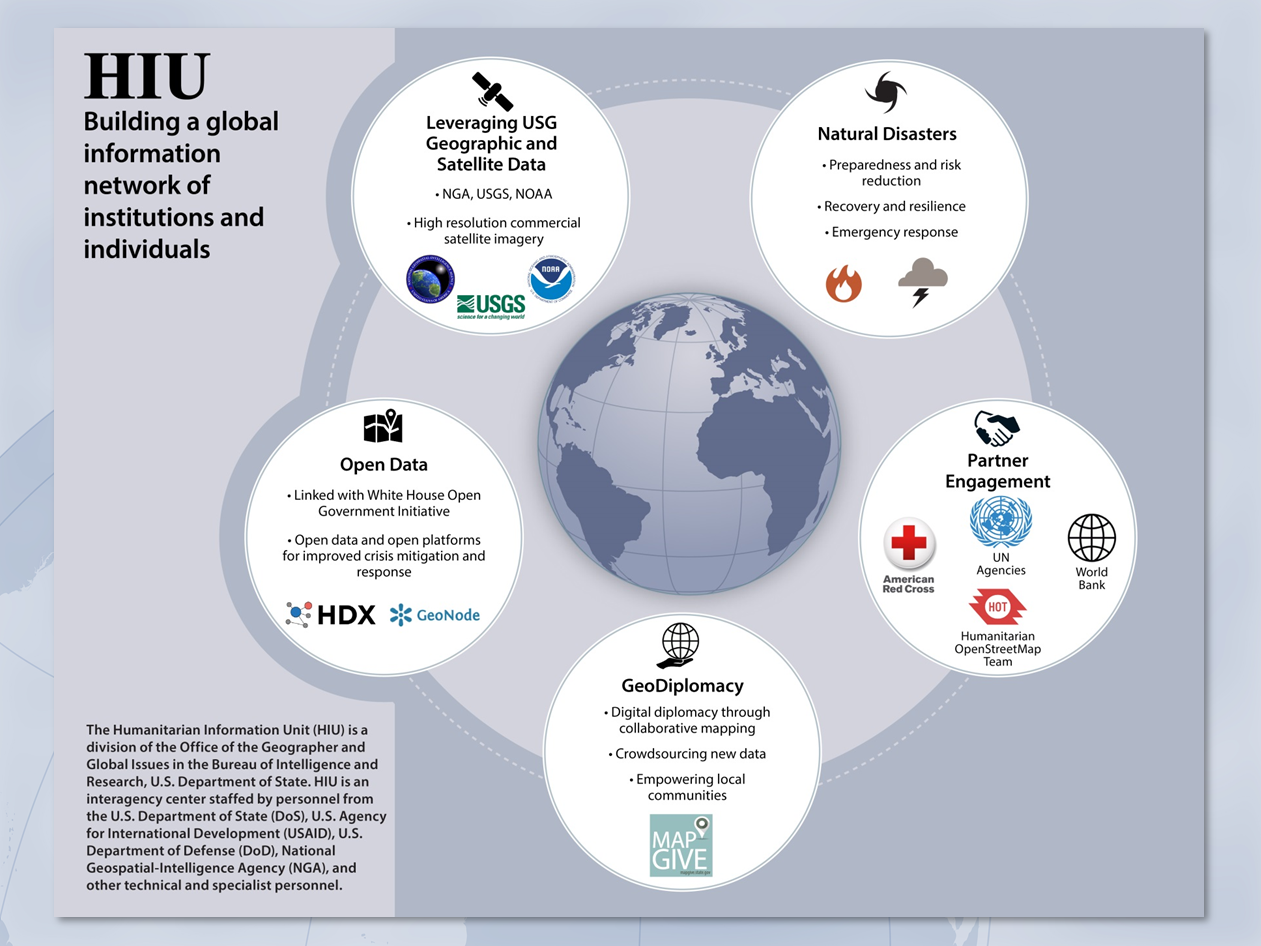 HIU
Building a global
information
network of
institutions and
individuals
Leveraging USG
Geographic and
Satellite Data
• NGA, USGS, NOAA
• High resolution commercial
satellite imagery
NOAA
USGS
science for a changing world
Natural Disasters
• Preparedness and risk
reduction
• Recovery and resilience
• Emergency response
Open Data
• Linked with White House Open
Government Initiative
• Open data and open platforms
for improved crisis mitigation and
response
HDX
GeoNode
Partner
Engagement
American
Red Cross
UN
Agencies
World
Bank
HOT
Humanitarian
OpenStreetMap
Team
GeoDiplomacy
• Digital diplomacy through
collaborative mapping
• Crowdsourcing new data
• Empowering local
communities
MAP
GIVE
mapgive.state.gov
The Humanitarian Information Unit (HIU) is a
division of the Office of the Geographer and
Global Issues in the Bureau of Intelligence and
Research, U.S. Department of State. HIU is an
interagency center staffed by personnel from
the U.S. Department of State (DoS), U.S. Agency
for International Development (USAID), U.S.
Department of Defense (DoD), National
Geospatial-Intelligence Agency (NGA), and
other technical and specialist personnel.